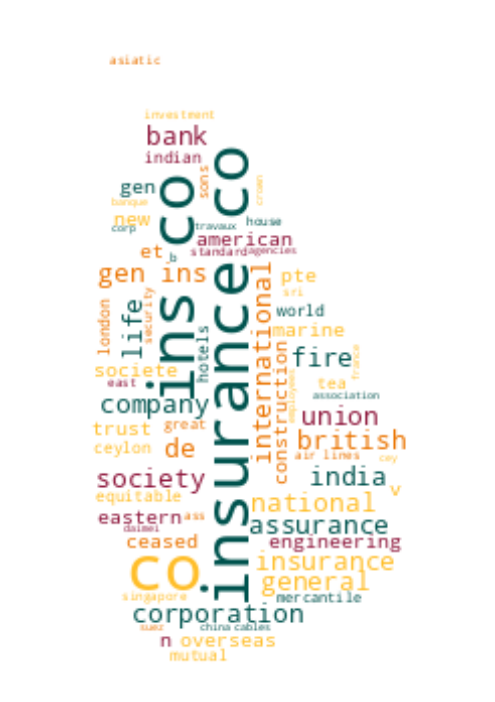 asiatic
investment
bank
indian
insurance co
ins co
sons
gen
crown
banque
new
corp
travaux
house
american
et
b
standard
agencies
gen ins
international
pte
sri
london
security
life
world
marine
hotels
construction
fire
france
societe
east
tea
employees
association
company
union
trust
great
british
ceylon
de
air lines
cey
society
india
v
equitable
national
eastern
ass
assurance
daimei
ceased
engineering
co
insurance
general
singapore
mercantile
corporation
suez
china
cables
n
overseas
mutual